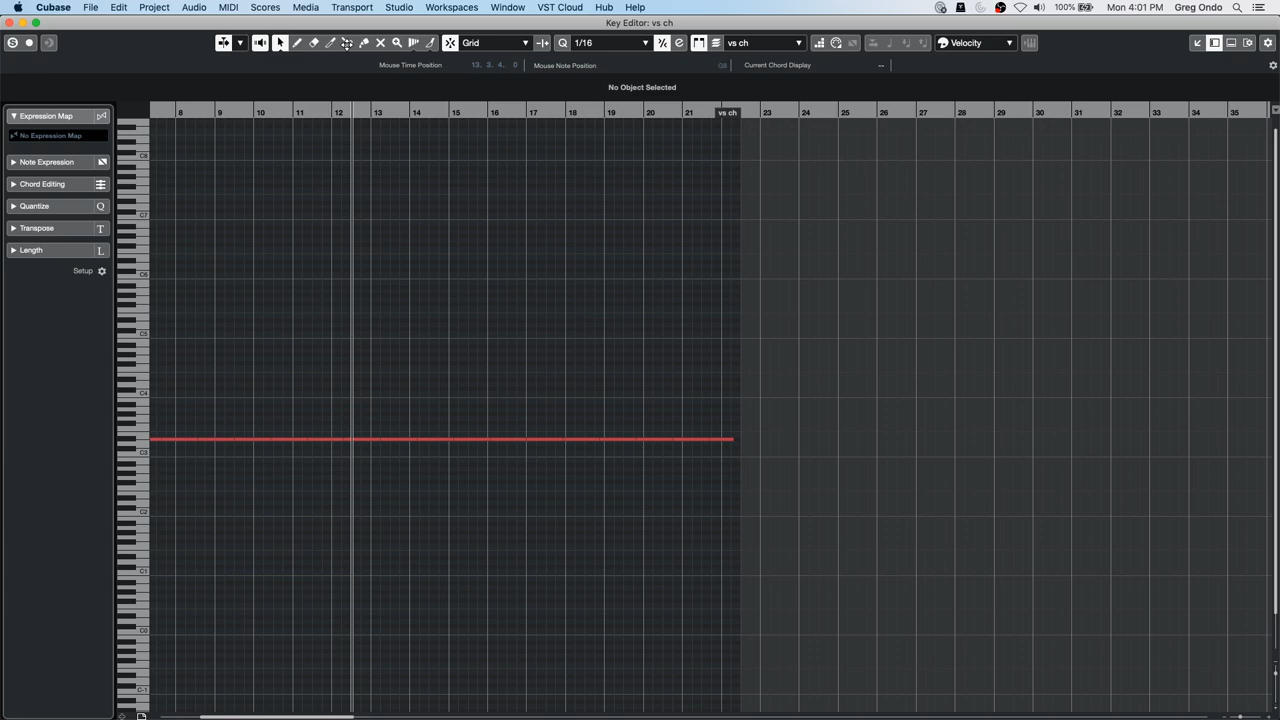 Cubase File Edit Project Audio MIDI Scores Media Transport Studio Workspaces Window VST Cloud Hub Help 100% Mon 4:01 PM Greg Ondo
Key Editor: vs ch
Grid Q 1/16 vs ch Velocity
Mouse Time Position 13. 3. 4. 0 Mouse Note Position G8 Current Chord Display --
No Object Selected
8 9 10 11 12 13 14 15 16 17 18 19 20 21 vs ch 23 24 25 26 27 28 29 30 31 32 33 34 35
Expression Map
No Expression Map
C8
Note Expression
Chord Editing
Quantize Q
C7
Transpose T
Length L
Setup
C6
C5
C4
C3
C2
C1
C0
C-1